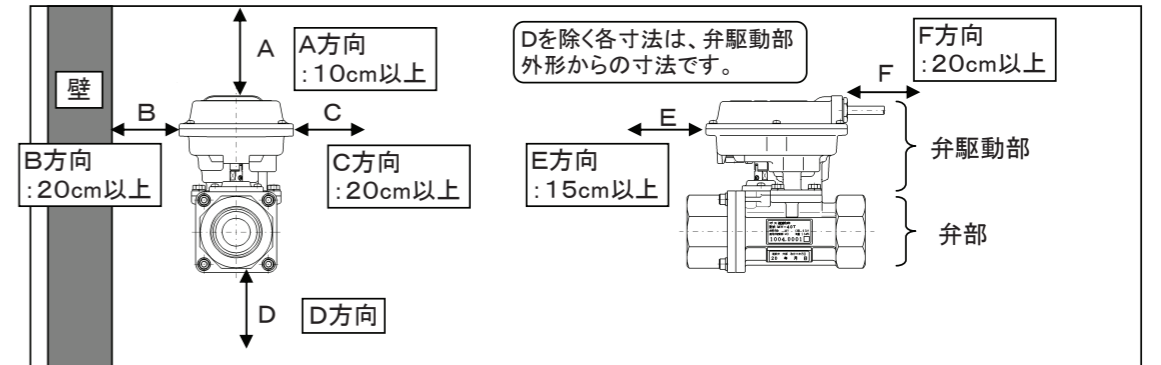 壁
A
A方向
:10cm以上
B
B方向
:20cm以上
C
C方向
:20cm以上
D
D方向
Dを除く各寸法は、弁駆動部
外形からの寸法です。
E
E方向
:15cm以上
F
F方向
:20cm以上
弁駆動部
弁部
1004.0001